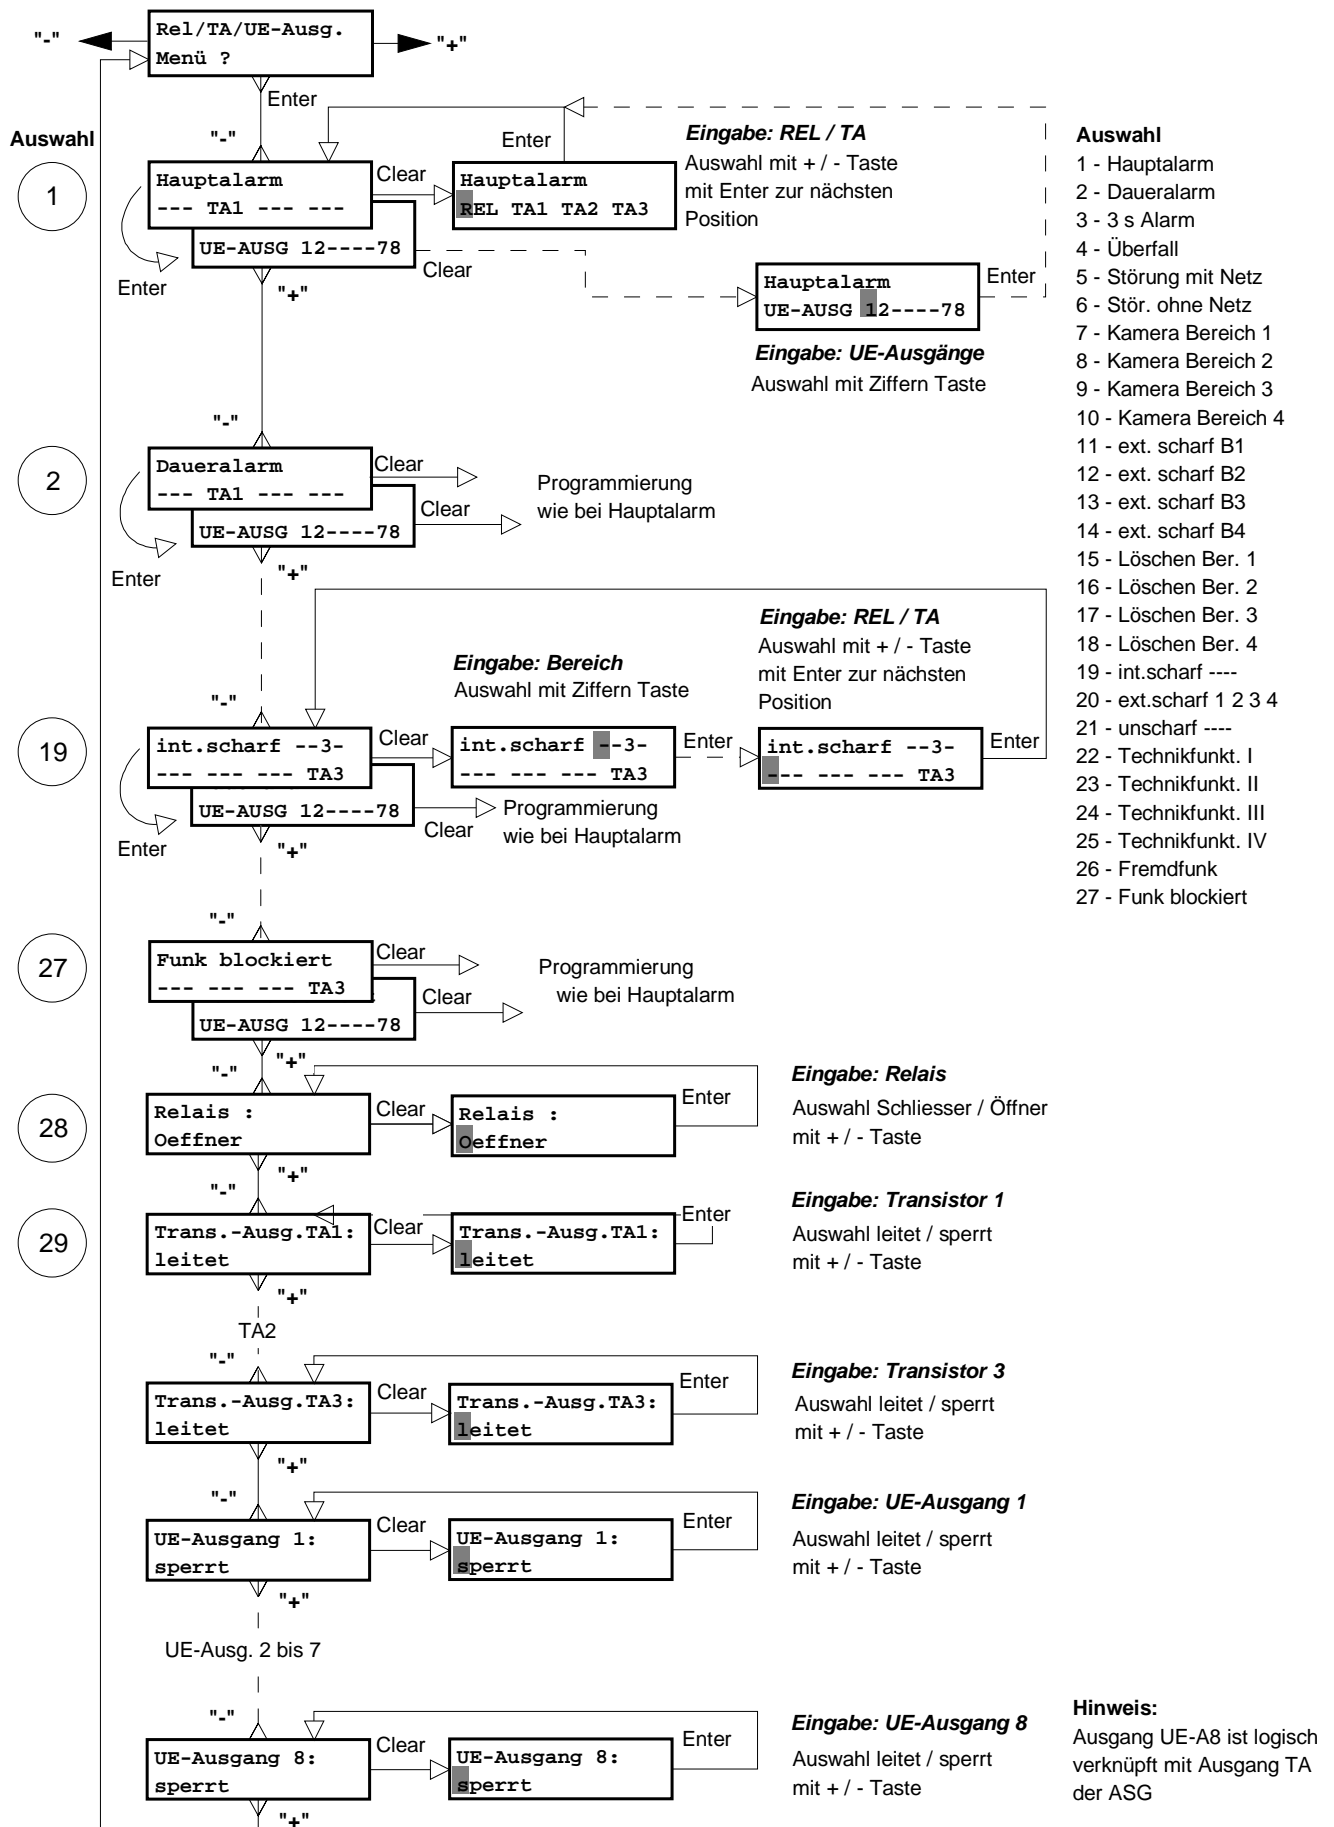 "-"
Rel/TA/UE-Ausg.
Menü ?
"+"
Enter
Auswahl
"-"
1
Hauptalarm
--- TA1 --- ---
UE-AUSG 12----78
Enter
"+"
Clear
Clear
Hauptalarm
REL TA1 TA2 TA3
Enter
Eingabe: REL / TA
Auswahl mit + / - Taste
mit Enter zur nächsten
Position
Hauptalarm
UE-AUSG 12----78
Enter
Eingabe: UE-Ausgänge
Auswahl mit Ziffern Taste
Auswahl
1 - Hauptalarm
2 - Daueralarm
3 - 3 s Alarm
4 - Überfall
5 - Störung mit Netz
6 - Stör. ohne Netz
7 - Kamera Bereich 1
8 - Kamera Bereich 2
9 - Kamera Bereich 3
10 - Kamera Bereich 4
11 - ext. scharf B1
12 - ext. scharf B2
13 - ext. scharf B3
14 - ext. scharf B4
15 - Löschen Ber. 1
16 - Löschen Ber. 2
17 - Löschen Ber. 3
18 - Löschen Ber. 4
19 - int.scharf ----
20 - ext.scharf 1 2 3 4
21 - unscharf ----
22 - Technikfunkt. I
23 - Technikfunkt. II
24 - Technikfunkt. III
25 - Technikfunkt. IV
26 - Fremdfunk
27 - Funk blockiert
"-"
2
Daueralarm
--- TA1 --- ---
UE-AUSG 12----78
Enter
"+"
Clear
Clear
Programmierung
wie bei Hauptalarm
"-"
19
int.scharf --3-
--- --- --- TA3
UE-AUSG 12----78
Enter
"+"
Clear
Eingabe: Bereich
Auswahl mit Ziffern Taste
int.scharf --3-
--- --- --- TA3
Enter
Eingabe: REL / TA
Auswahl mit + / - Taste
mit Enter zur nächsten
Position
int.scharf --3-
--- --- --- TA3
Enter
Clear
Programmierung
wie bei Hauptalarm
"-"
27
Funk blockiert
--- --- --- TA3
UE-AUSG 12----78
"+"
Clear
Clear
Programmierung
wie bei Hauptalarm
"-"
28
Relais :
Oeffner
"+"
Clear
Relais :
Oeffner
Enter
Eingabe: Relais
Auswahl Schliesser / Öffner
mit + / - Taste
"-"
29
Trans.-Ausg.TA1:
leitet
"+"
Clear
Trans.-Ausg.TA1:
leitet
Enter
Eingabe: Transistor 1
Auswahl leitet / sperrt
mit + / - Taste
TA2
"-"
Trans.-Ausg.TA3:
leitet
"+"
Clear
Trans.-Ausg.TA3:
leitet
Enter
Eingabe: Transistor 3
Auswahl leitet / sperrt
mit + / - Taste
"-"
UE-Ausgang 1:
sperrt
"+"
Clear
UE-Ausgang 1:
sperrt
Enter
Eingabe: UE-Ausgang 1
Auswahl leitet / sperrt
mit + / - Taste
UE-Ausg. 2 bis 7
"-"
UE-Ausgang 8:
sperrt
"+"
Clear
UE-Ausgang 8:
sperrt
Enter
Eingabe: UE-Ausgang 8
Auswahl leitet / sperrt
mit + / - Taste
Hinweis:
Ausgang UE-A8 ist logisch
verknüpft mit Ausgang TA
der ASG